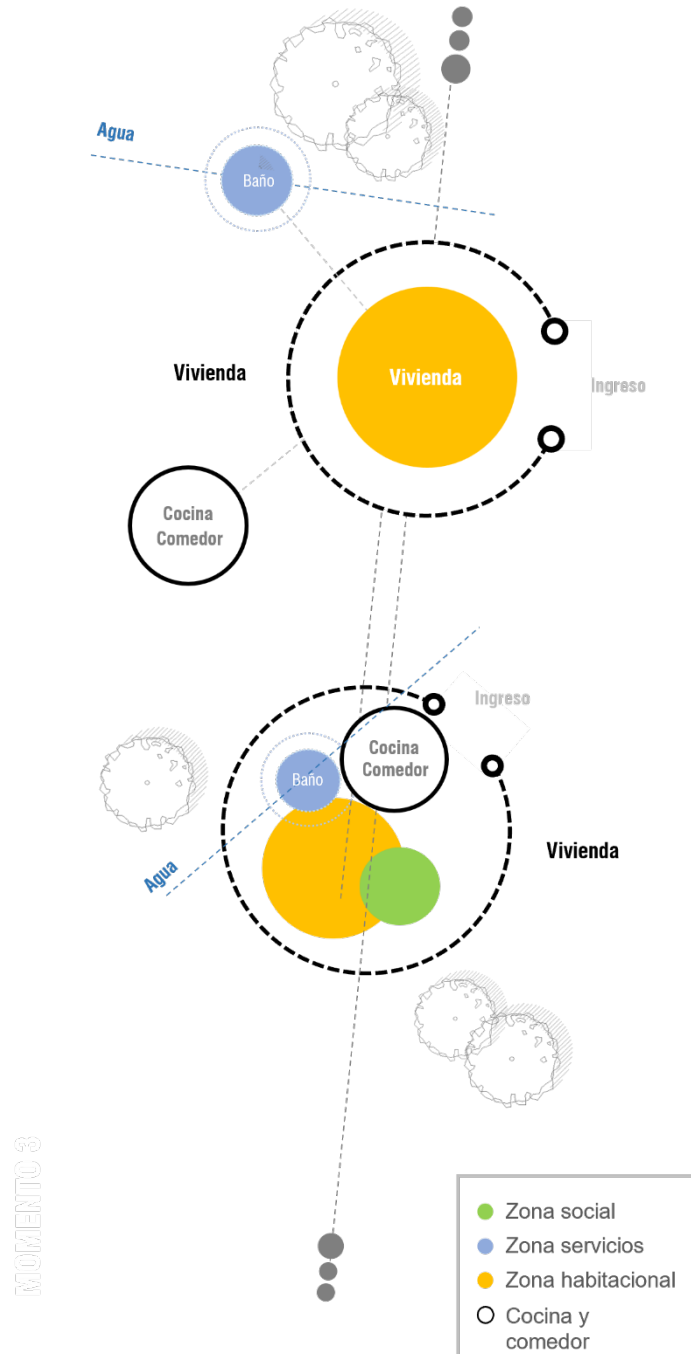 Agua
Baño
Vivienda
Vivienda
Ingreso
Cocina
Comedor
Ingreso
Cocina
Comedor
Baño
Vivienda
Agua
MOMENTO 3
Zona social
Zona servicios
Zona habitacional
Cocina y
comedor